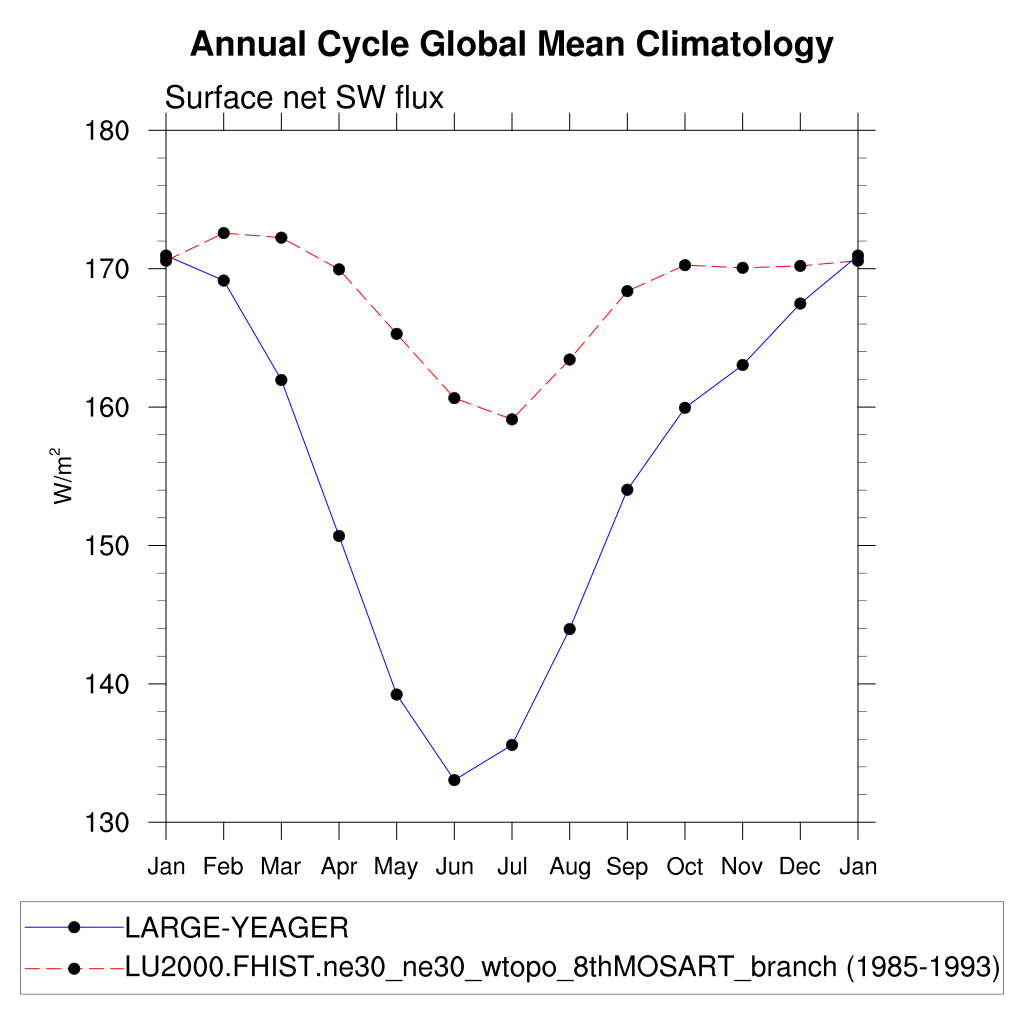 Annual Cycle Global Mean Climatology
Surface net SW flux
180
170
160
150
140
130
W/m²
Jan Feb Mar Apr May Jun Jul Aug Sep Oct Nov Dec Jan
LARGE-YEAGER
LU2000.FHIST.ne30_ne30_wtopo_8thMOSART_branch (1985-1993)